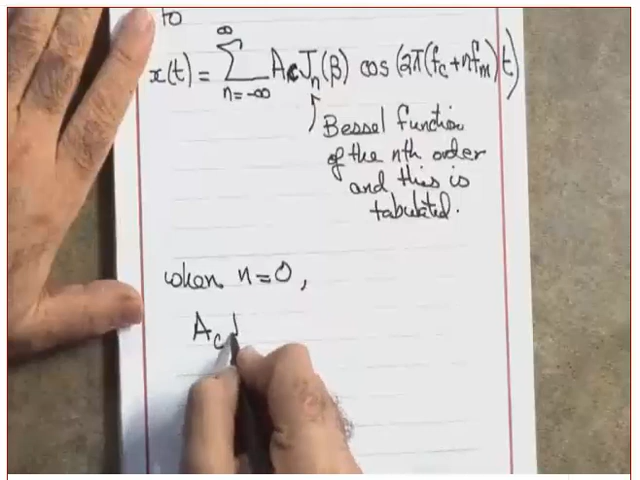 to
x(t) = ∑_{n=-∞}^{∞} A_c J_n(β) cos(2π(f_c+nf_m)t)
Bessel function
of the nth order
and this is
tabulated.
when n=0,
A_c J